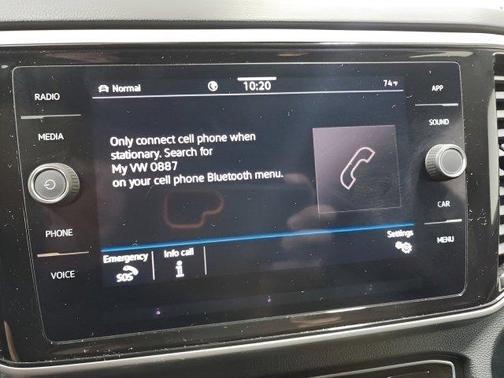 RADIO
MEDIA
PHONE
VOICE
Normal
10:20
74°F
Only connect cell phone when
stationary. Search for
My VW 0887
on your cell phone Bluetooth menu.
Emergency
SOS
Info call
Settings
APP
SOUND
CAR
MENU